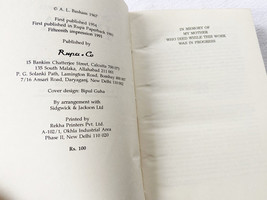 © A. L. Basham 1967
First published 1954
First published in Rupa Paperback 1981
Fifteenth impression 1991
Published by
Rupa & Co
15 Bankim Chatterjee Street, Calcutta 700 073
135 South Malaka, Allahabad 211 001
P. G. Solanki Path, Lamington Road, Bombay
7/16 Ansari Road, Daryaganj, New Delhi 110
Cover design: Bipul Guha
By arrangement with
Sidgwick & Jackson Ltd
Printed by
Rekha Printers Pvt. Ltd.
A-102/1, Okhla Industrial Area
Phase II, New Delhi 110 020
Rs. 100
IN MEMORY OF
MY MOTHER
WHO DIED WHILE THIS WORK
WAS IN PROGRESS